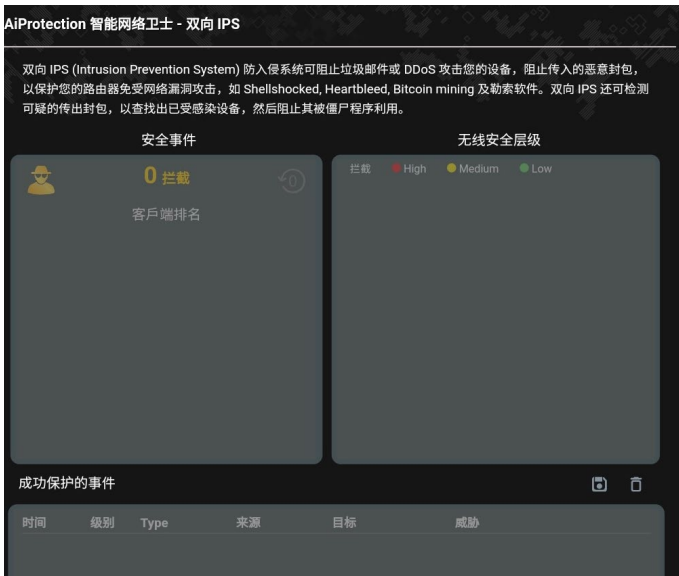 AiProtection 智能网络卫士 - 双向 IPS
双向 IPS (Intrusion Prevention System) 防入侵系统可阻止垃圾邮件或 DDoS 攻击您的设备，阻止传入的恶意封包，
以保护您的路由器免受网络漏洞攻击，如 Shellshocked, Heartbleed, Bitcoin mining 及勒索软件。双向 IPS 还可检测
可疑的传出封包，以查找出已受感染设备，然后阻止其被僵尸程序利用。
安全事件
无线安全层级
0 拦截
0
客戶端排名
拦截 High Medium Low
成功保护的事件
时间 级别 Type 来源 目标 威胁